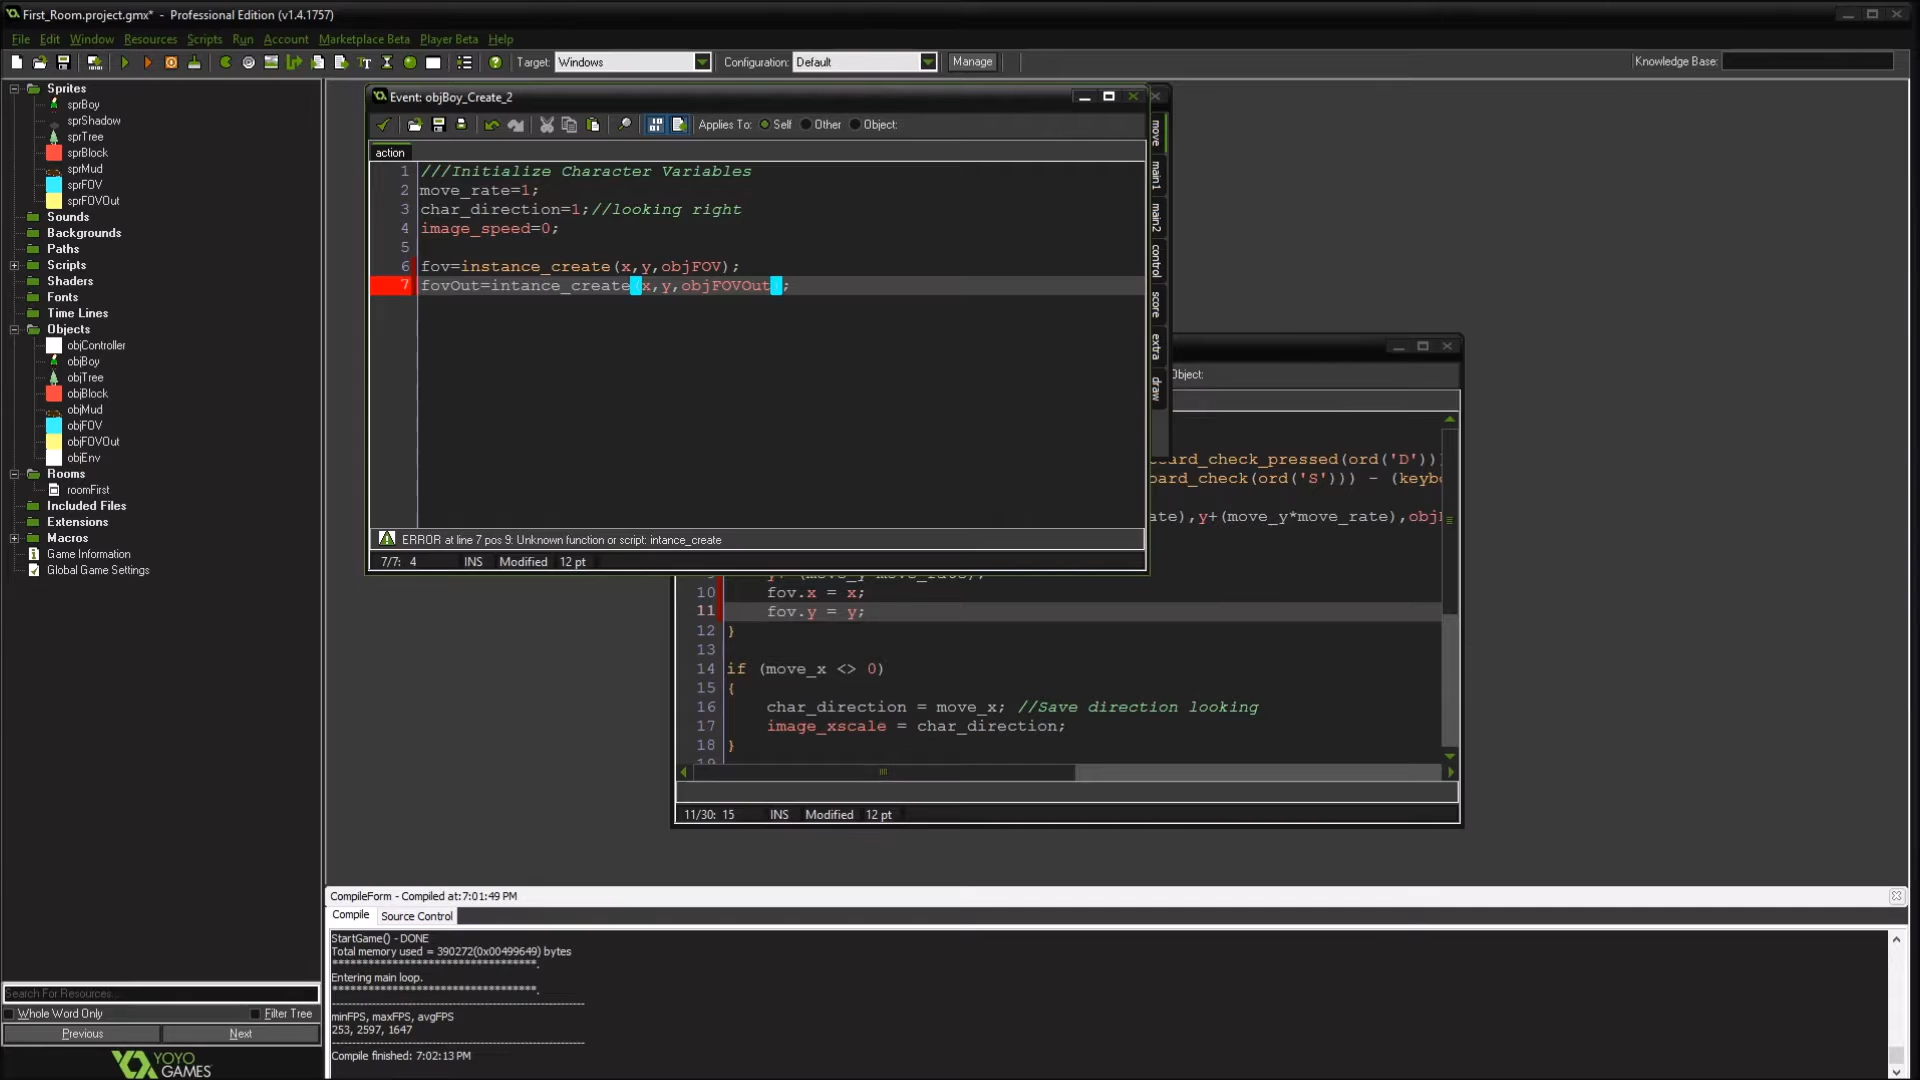 First_Room.project.gmx* - Professional Edition (v1.4.1757)
File Edit Window Resources Scripts Run Account Marketplace Beta Player Beta Help
Target: Windows Configuration: Default Manage Knowledge Base:
Sprites
sprBoy
sprShadow
sprTree
sprBlock
sprMud
sprFOV
sprFOVOut
Sounds
Backgrounds
Paths
Scripts
Shaders
Fonts
Time Lines
Objects
objController
objBoy
objTree
objBlock
objMud
objFOV
objFOVOut
objEnv
Rooms
roomFirst
Included Files
Extensions
Macros
Game Information
Global Game Settings
Search For Resources...
Whole Word Only Filter Tree
Previous Next
YOYO
GAMES
Event: objBoy_Create_2
Applies To: Self Other Object:
action
1 ///Initialize Character Variables
2 move_rate=1;
3 char_direction=1;//looking right
4 image_speed=0;
5
6 fov=instance_create(x,y,objFOV);
7 fovOut=intance_create(x,y,objFOVOut);
ERROR at line 7 pos 9: Unknown function or script: intance_create
7/7: 4 INS Modified 12 pt
move
main1
main2
control
score
extra
draw
Object:
ard_check_pressed(ord('D'))
oard_check(ord('S'))) - (keyb
ate),y+(move_y*move_rate),obj
10 fov.x = x;
11 fov.y = y;
12 }
13
14 if (move_x <> 0)
15 {
16 char_direction = move_x; //Save direction looking
17 image_xscale = char_direction;
18 }
19
11/30: 15 INS Modified 12 pt
CompileForm - Compiled at:7:01:49 PM
Compile Source Control
StartGame() - DONE
Total memory used = 390272(0x00499649) bytes
***********************************.
Entering main loop.
***********************************.
minFPS, maxFPS, avgFPS
253, 2597, 1647
Compile finished: 7:02:13 PM